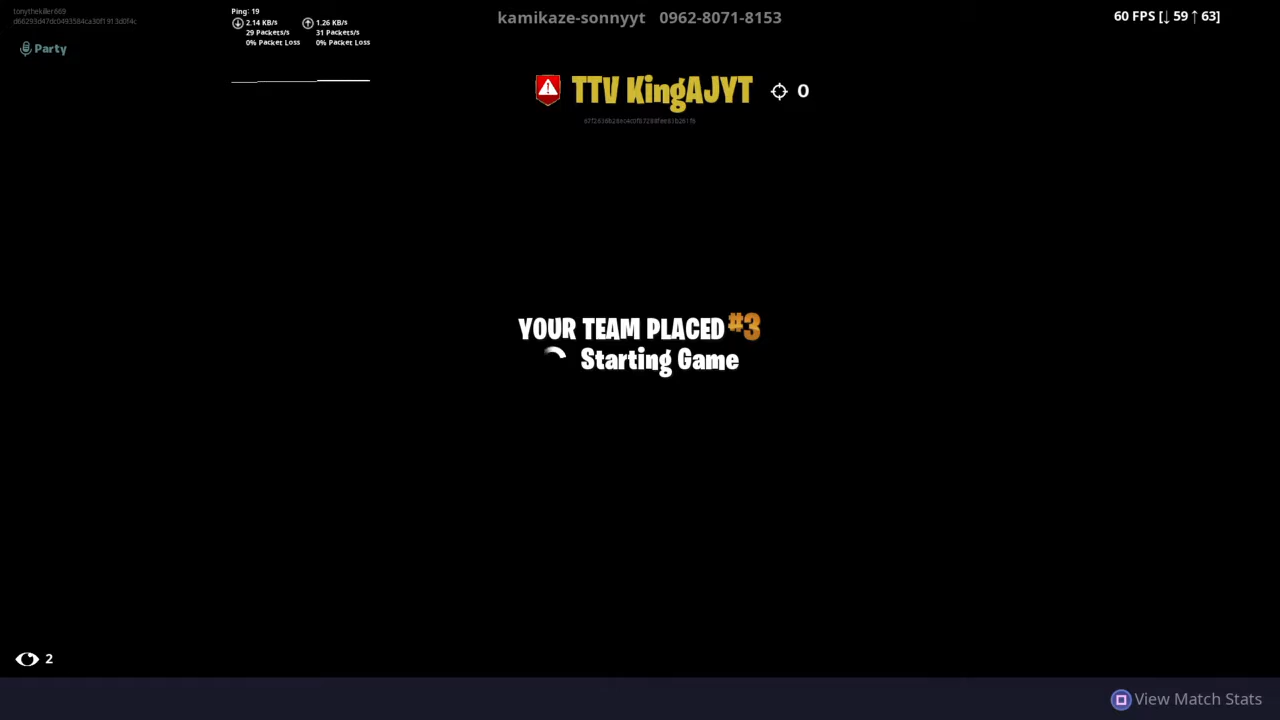 tonythekiller669
Party
Ping: 19
2.14 KB/s
1.26 KB/s
29 Packets/s
31 Packets/s
0% Packet Loss
0% Packet Loss
kamikaze-sonnyyt 0962-8071-8153
60 FPS [↓ 59 ↑ 63]
TTV KingAJYT 0
YOUR TEAM PLACED #3
Starting Game
2
View Match Stats